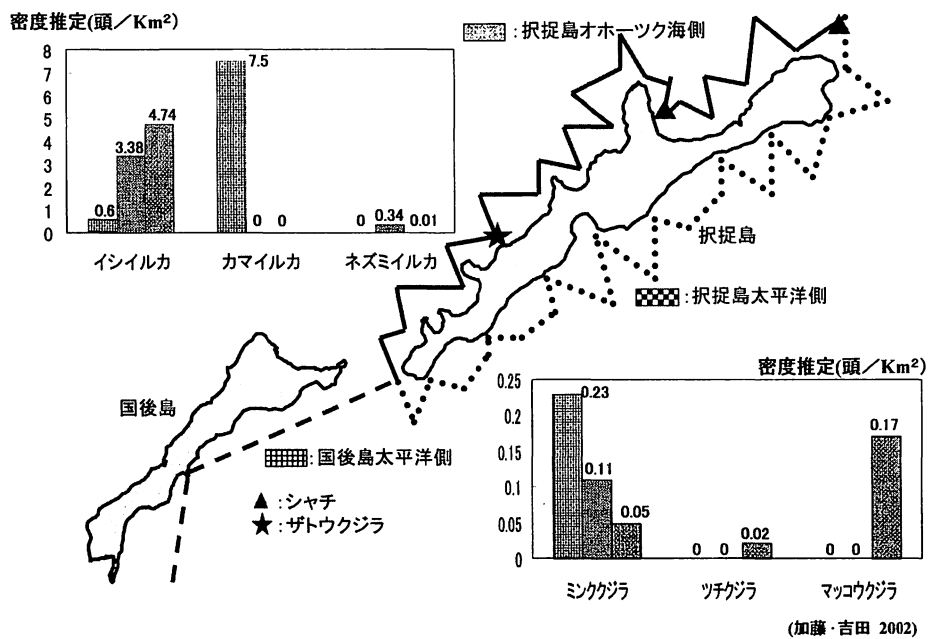 密度推定(頭／Km²)
8
7
6
5
4
3
2
1
0
0.6
3.38
4.74
7.5
0
0
0
0.34
0.01
イシイルカ
カマイルカ
ネズミイルカ
:択捉島オホーツク海側
択捉島
:択捉島太平洋側
国後島
:国後島太平洋側
▲:シャチ
★:ザトウクジラ
密度推定(頭／Km²)
0.25
0.2
0.15
0.1
0.05
0
0.23
0.11
0.05
0
0
0.02
0
0
0.17
ミンククジラ
ツチクジラ
マッコウクジラ
(加藤・吉田 2002)